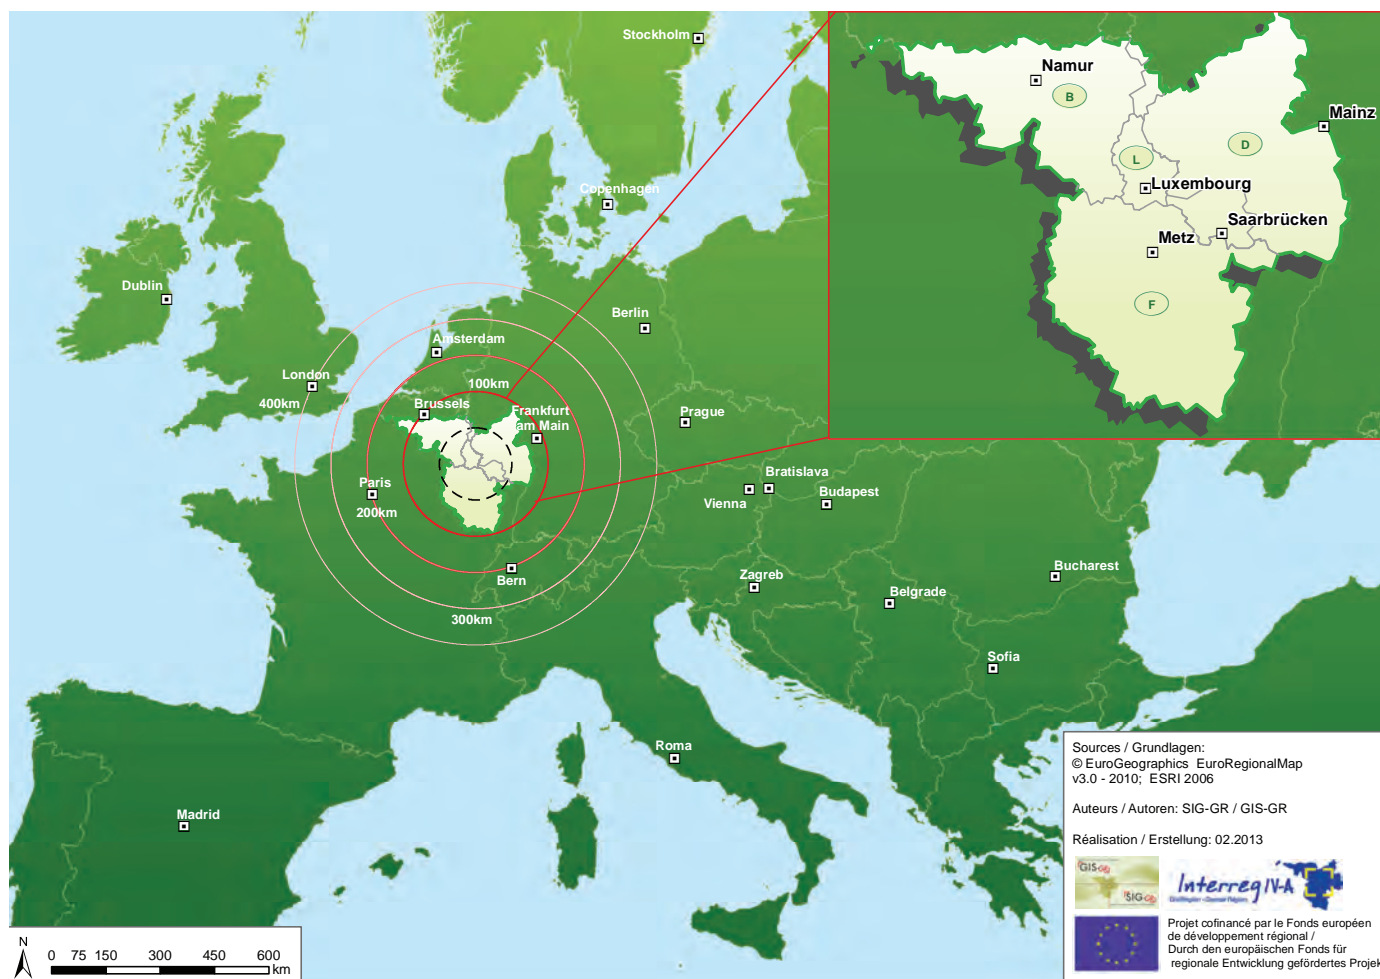 Stockholm
Copenhagen
Dublin
Berlin
Amsterdam
London
400km
100km
Brussels
Frankfurt
am Main
Prague
Paris
200km
Bratislava
Vienna
Budapest
Bern
Zagreb
Bucharest
Belgrade
300km
Sofia
Roma
Madrid
Namur
B
Mainz
D
L
Luxembourg
Saarbrücken
Metz
F
Sources / Grundlagen:
© EuroGeographics EuroRegionalMap
v3.0 - 2010; ESRI 2006
Auteurs / Autoren: SIG-GR / GIS-GR
Réalisation / Erstellung: 02.2013
GIS-GR
SIG-GR
Interreg IV-A
Projet cofinancé par le Fonds européen
de développement régional /
Durch den europäischen Fonds für
regionale Entwicklung gefördertes Projek
N
0 75 150 300 450 600
km